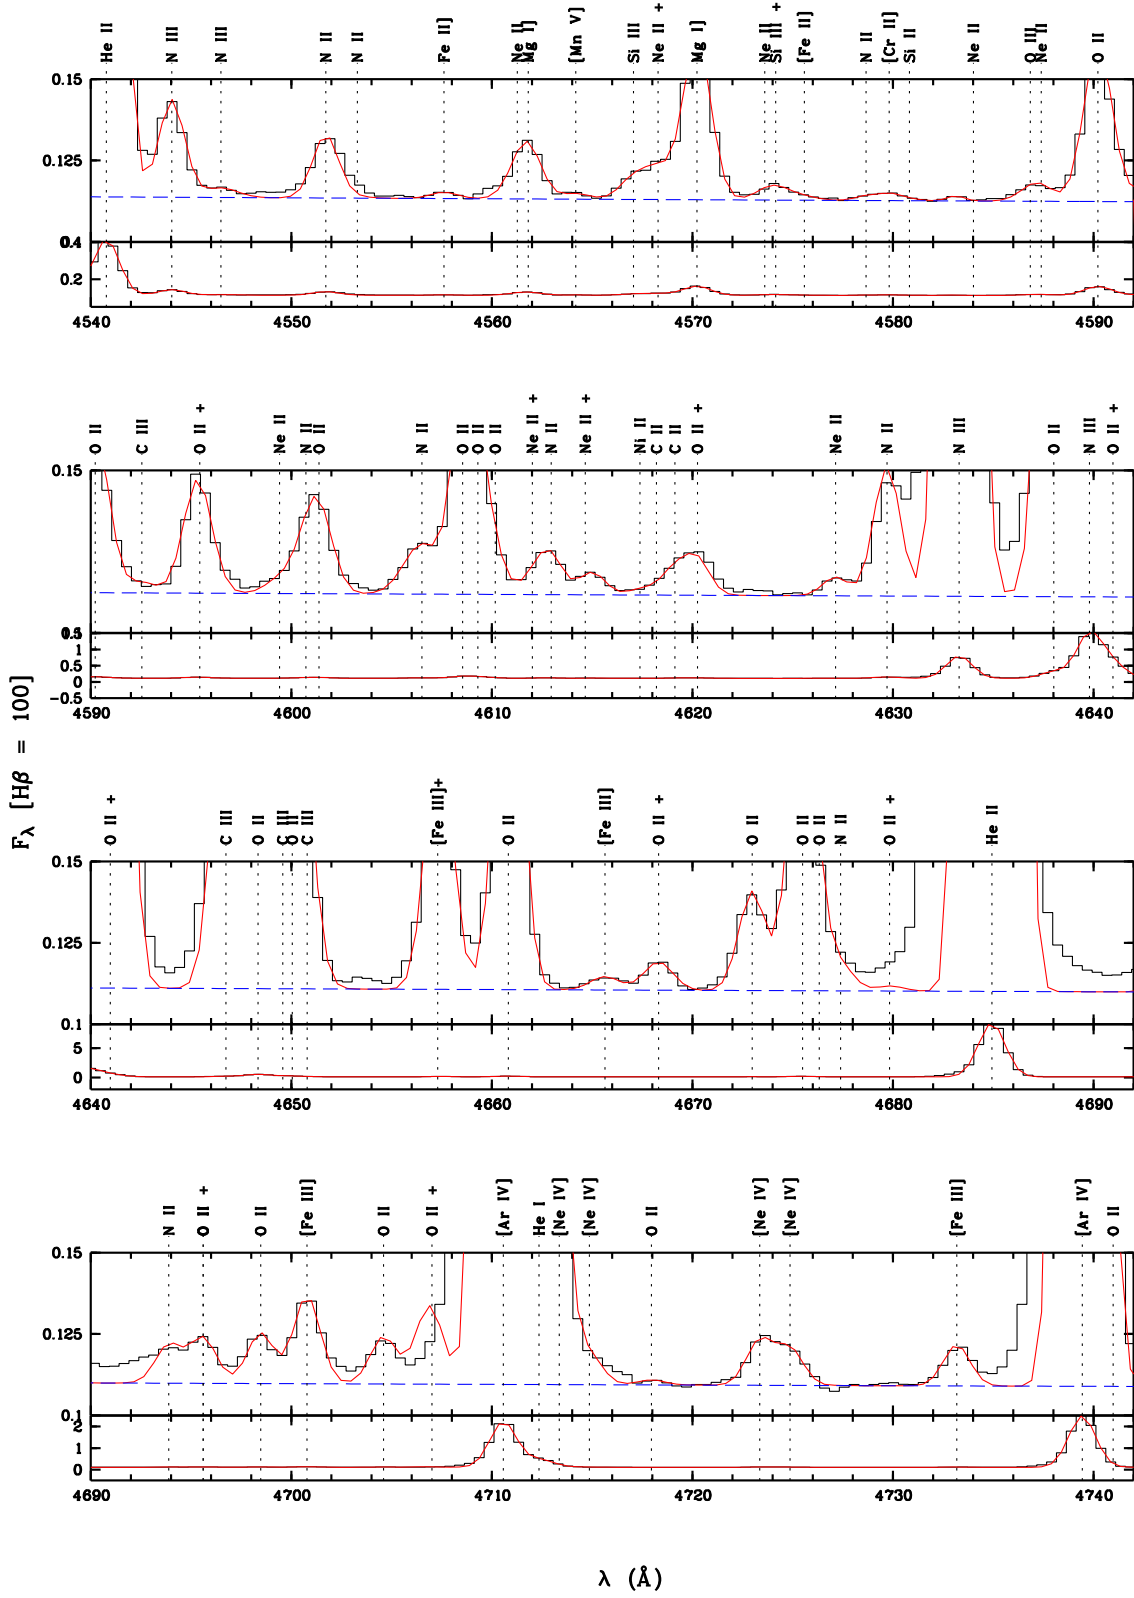 He II
N III
N III
N II
N II
[Fe II]
Ne II
Mg I]
[Mn V]
Si III
Ne II +
Mg I]
Ne II
Si III +
[Fe II]
N II
[Cr II]
Si II
Ne II
O III
Ne II
O II
0.15
0.125
0.4
0.2
4540
4550
4560
4570
4580
4590
O II
C III
O II +
Ne II
N II
O II
N II
O II
O II
O II
Ne II +
N II
Ne II +
Ni II
C II
C II
O II +
Ne II
N II
N III
O II
N III
O II +
0.15
1
0.5
0
−0.5
4590
4600
4610
4620
4630
4640
Fλ [Hβ = 100]
O II +
C III
O II
C III
O II
C III
[Fe III]+
O II
[Fe III]
O II +
O II
O II
O II
N II
O II +
He II
0.15
0.125
0.1
5
0
4640
4650
4660
4670
4680
4690
N II
O II +
O II
[Fe III]
O II
O II +
[Ar IV]
He I
[Ne IV]
[Ne IV]
O II
[Ne IV]
[Ne IV]
[Fe III]
[Ar IV]
O II
0.15
0.125
0.1
2
1
0
4690
4700
4710
4720
4730
4740
λ (Å)